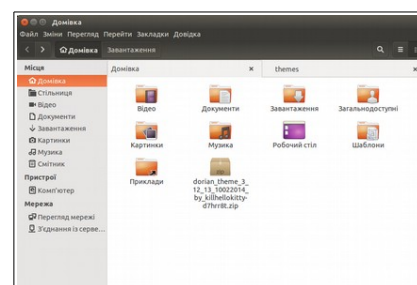 Домівка
Файл Зміни Перегляд Перейти Закладки Довідка
Домівка Завантаження
Місця
Домівка
Стільниця
Відео
Документи
Завантаження
Картинки
Музика
Смітник
Пристрої
Комп'ютер
Мережа
Перегляд мережі
З'єднання із серве...
Домівка × themes ×
Відео Документи Завантаження Загальнодоступні
Картинки Музика Робочий стіл Шаблони
Приклади dorian_theme_3_
12_13_10022014_
by_killhellokitty-
d7hrr8t.zip